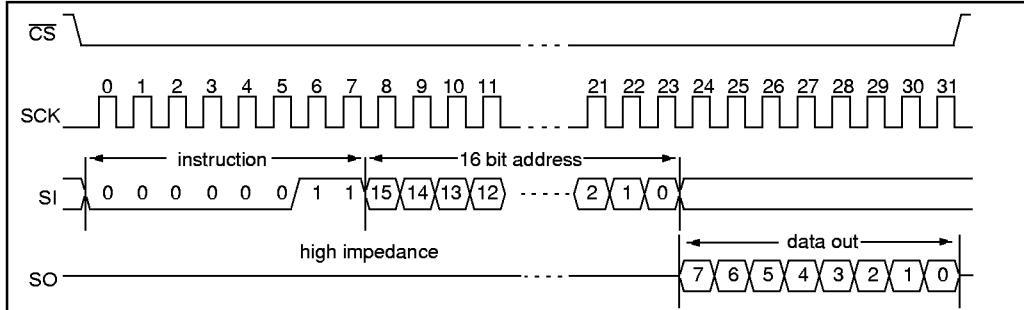 CS
0 1 2 3 4 5 6 7 8 9 10 11 21 22 23 24 25 26 27 28 29 30 31
SCK
instruction 16 bit address
SI 0 0 0 0 0 0 1 1 15 14 13 12 2 1 0
high impedance data out
SO 7 6 5 4 3 2 1 0